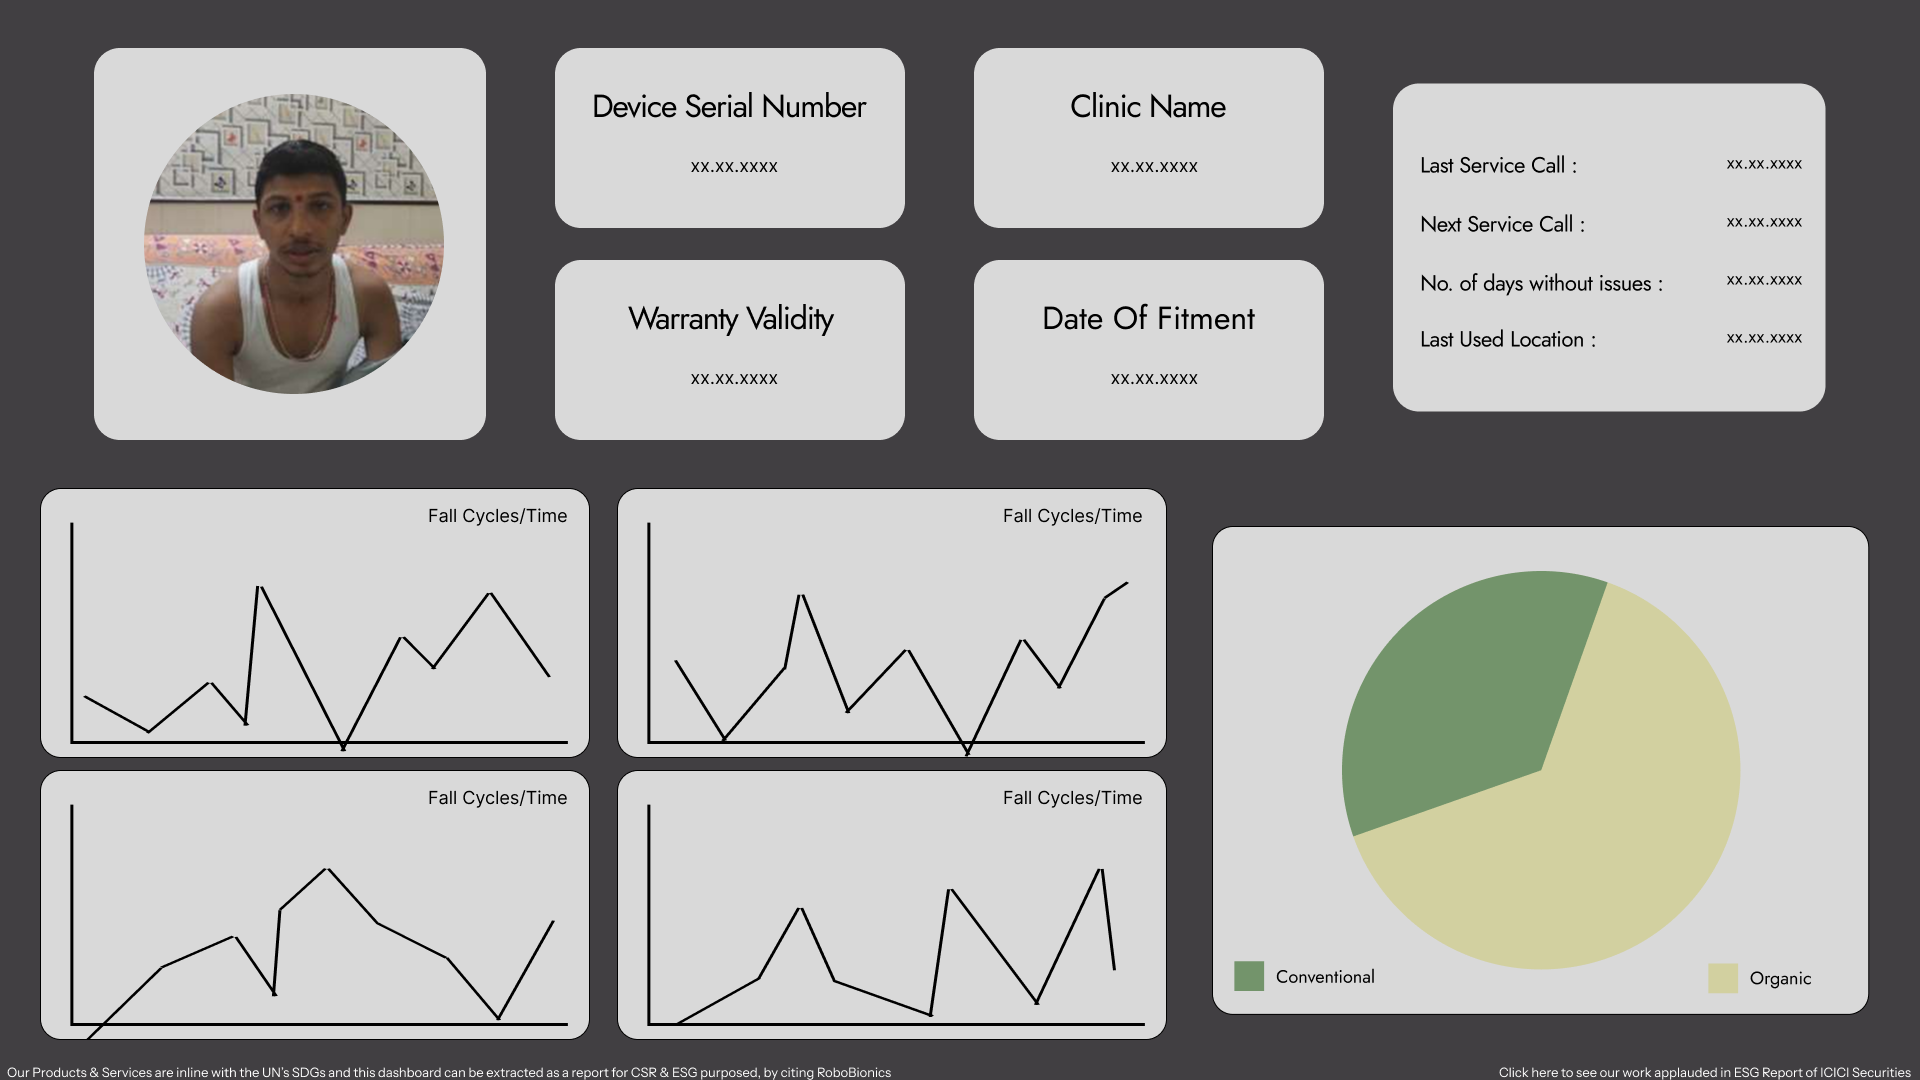 Device Serial Number
xx.xx.xxxx
Clinic Name
xx.xx.xxxx
Warranty Validity
xx.xx.xxxx
Date Of Fitment
xx.xx.xxxx
Last Service Call : xx.xx.xxxx
Next Service Call : xx.xx.xxxx
No. of days without issues : xx.xx.xxxx
Last Used Location : xx.xx.xxxx
Fall Cycles/Time
Fall Cycles/Time
Fall Cycles/Time
Fall Cycles/Time
Conventional
Organic
Our Products & Services are inline with the UN's SDGs and this dashboard can be extracted as a report for CSR & ESG purposed, by citing RoboBionics
Click here to see our work applauded in ESG Report of ICICI Securities